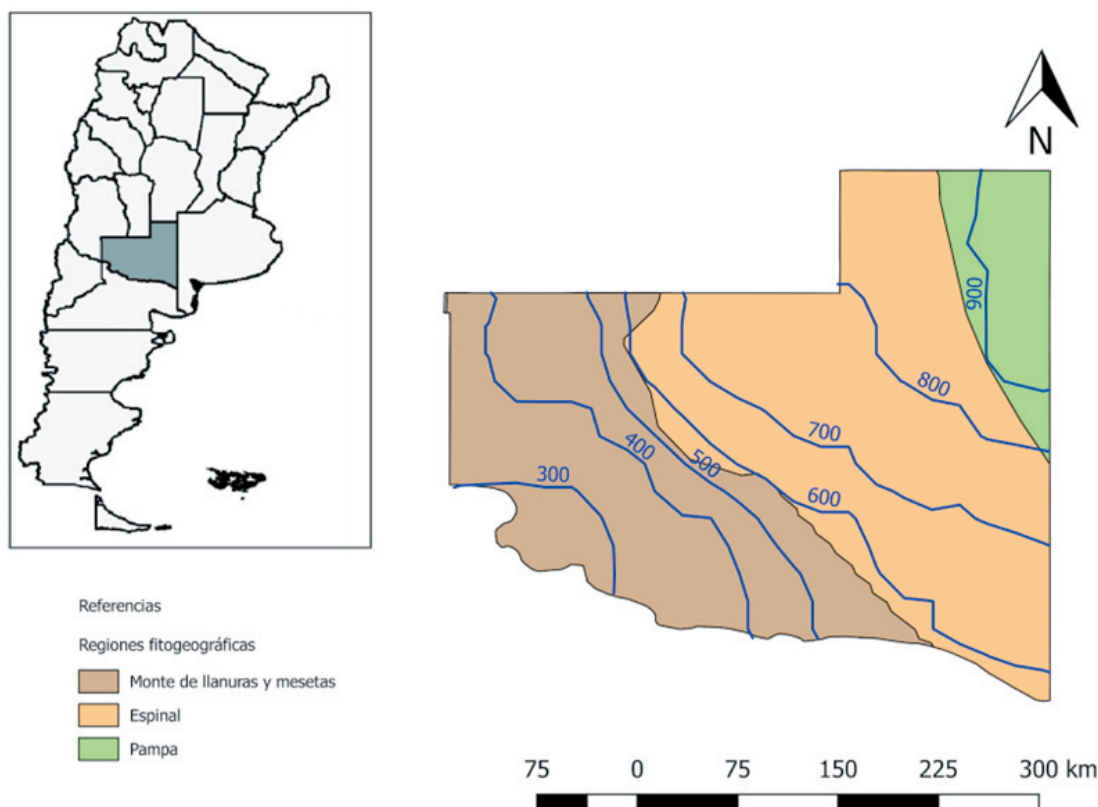 N
900
800
700
400
500
300
600
Referencias
Regiones fitogeográficas
Monte de llanuras y mesetas
Espinal
Pampa
75 0 75 150 225 300 km